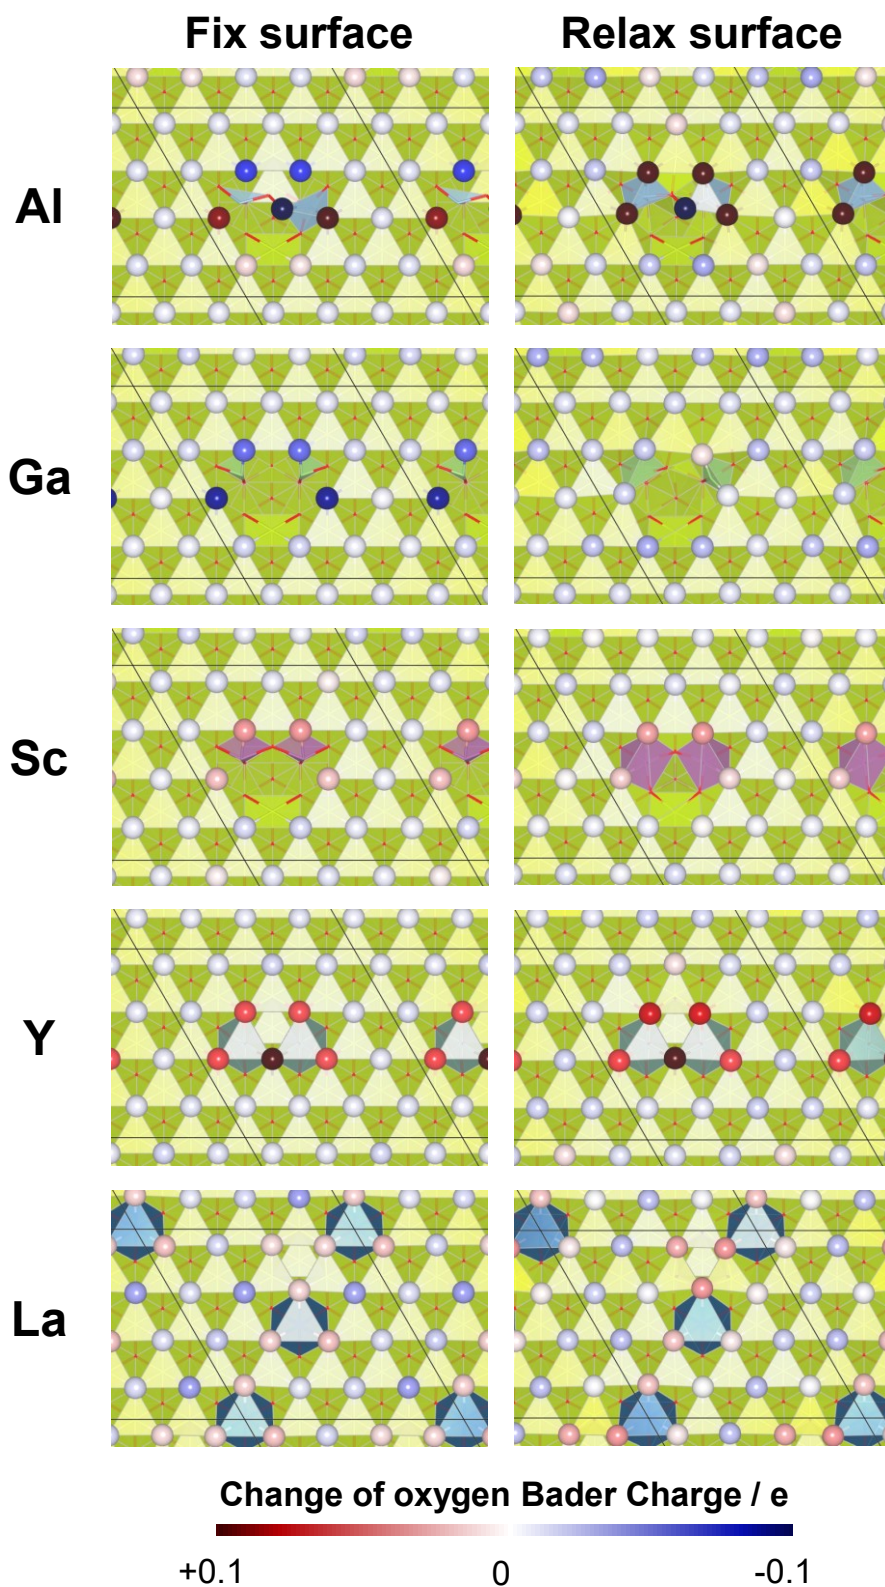 Fix surface
Relax surface
Al
Ga
Sc
Y
La
Change of oxygen Bader Charge / e
+0.1 0 -0.1